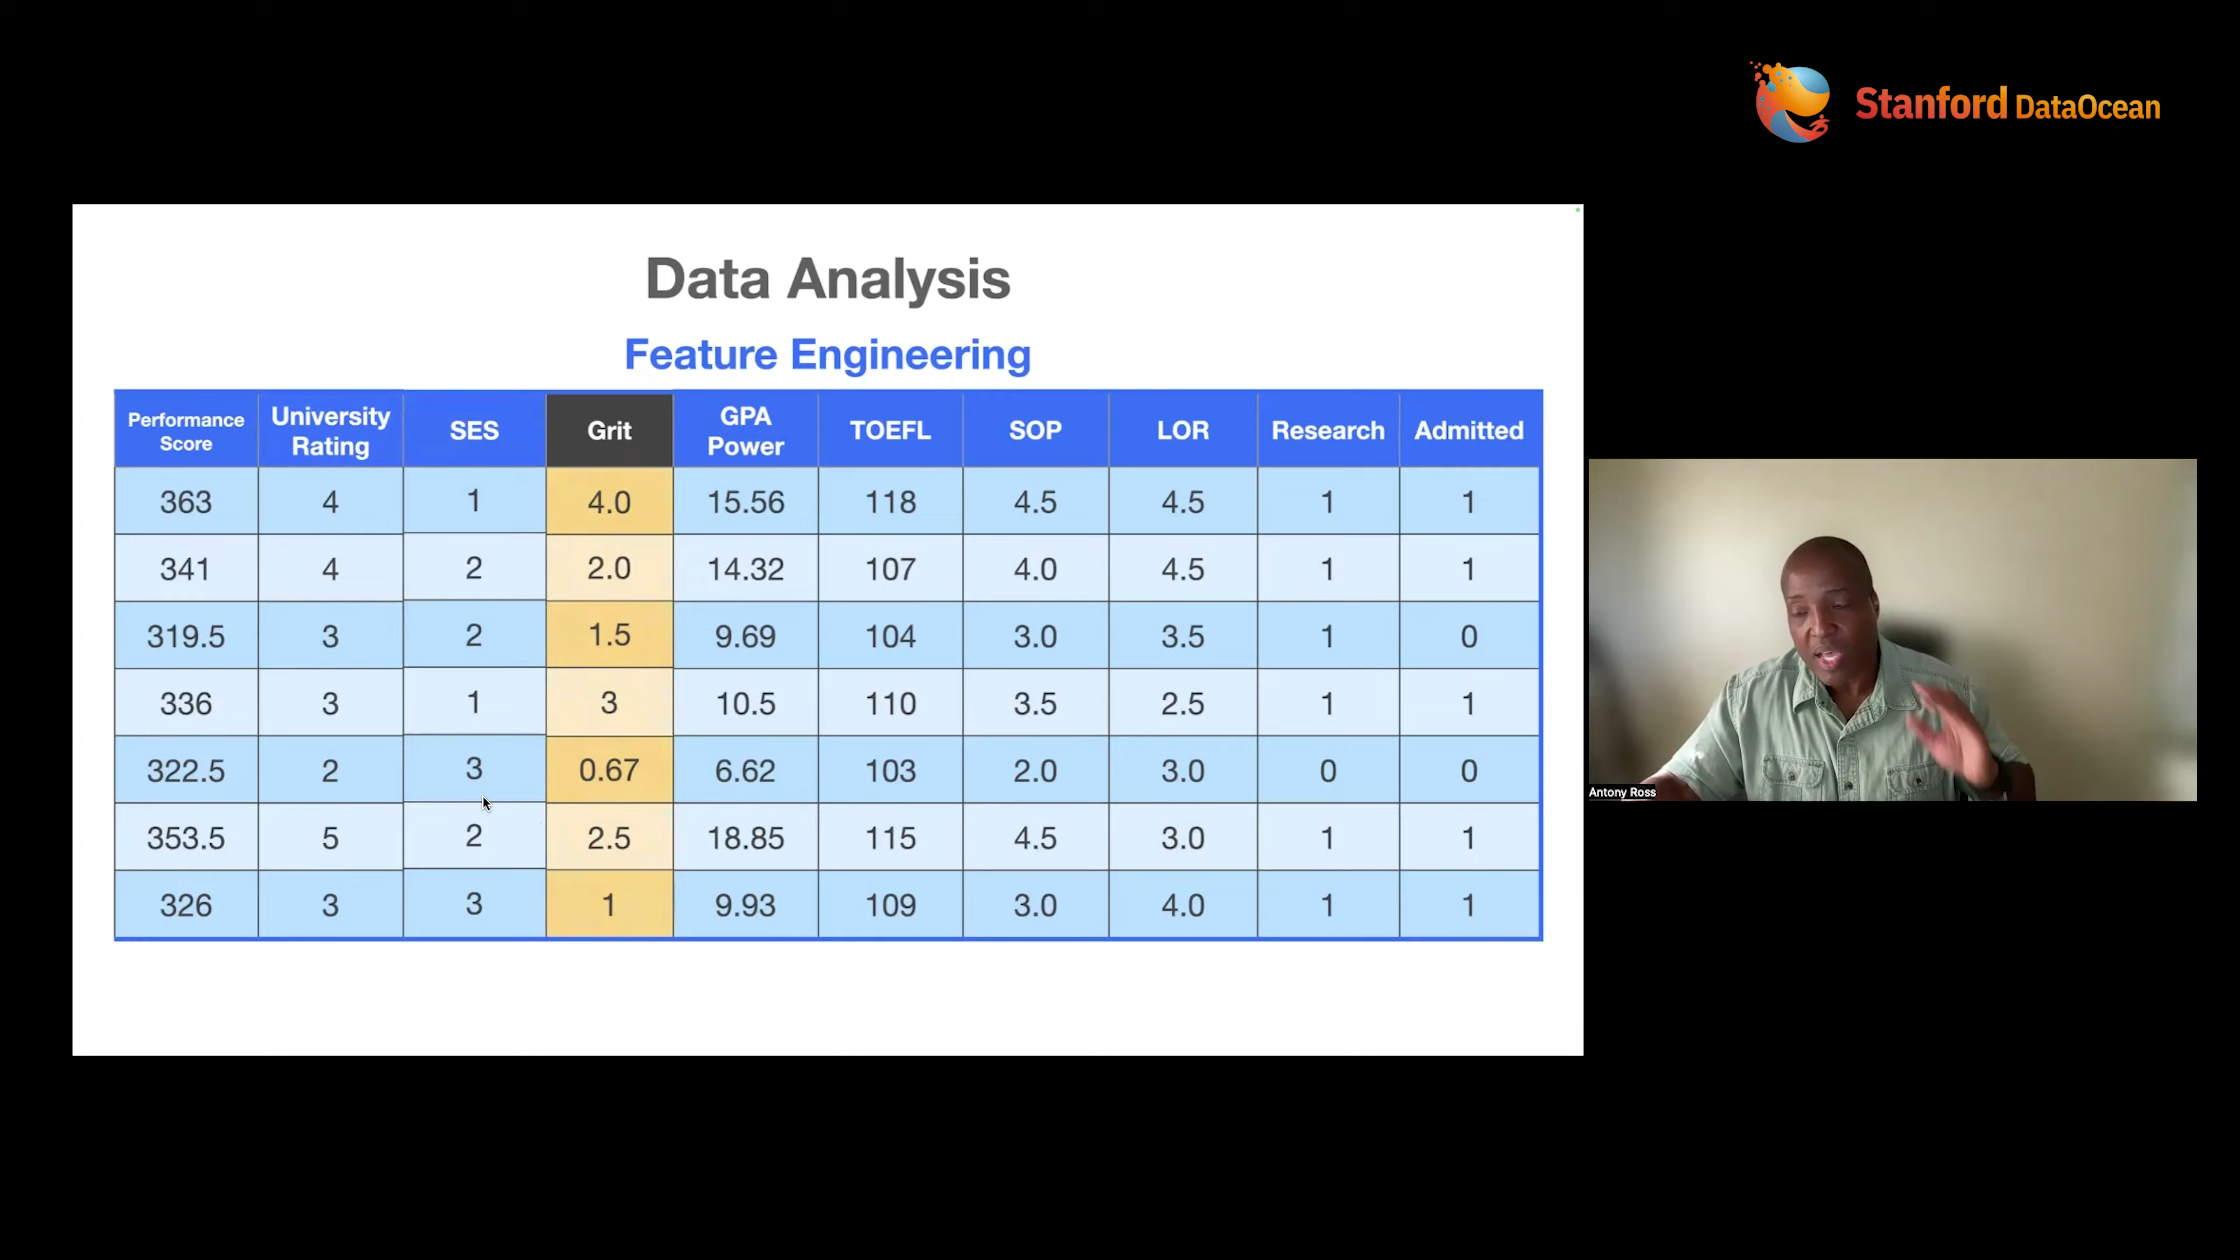 Stanford DataOcean
Data Analysis
Feature Engineering
Performance Score University Rating SES Grit GPA Power TOEFL SOP LOR Research Admitted
363 4 1 4.0 15.56 118 4.5 4.5 1 1
341 4 2 2.0 14.32 107 4.0 4.5 1 1
319.5 3 2 1.5 9.69 104 3.0 3.5 1 0
336 3 1 3 10.5 110 3.5 2.5 1 1
322.5 2 3 0.67 6.62 103 2.0 3.0 0 0
353.5 5 2 2.5 18.85 115 4.5 3.0 1 1
326 3 3 1 9.93 109 3.0 4.0 1 1
Antony Ross